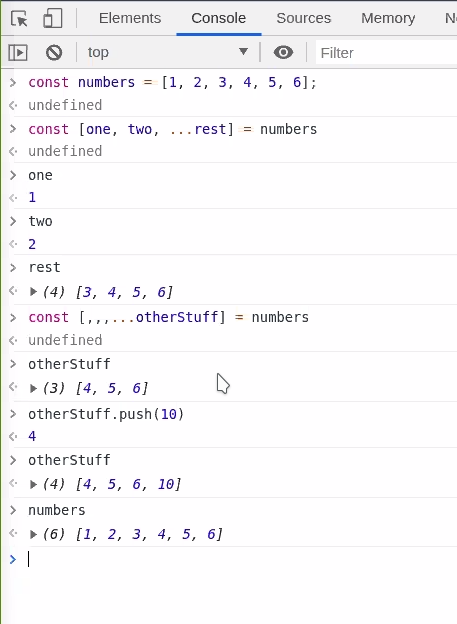 Elements Console Sources Memory N
top Filter
> const numbers = [1, 2, 3, 4, 5, 6];
< undefined
> const [one, two, ...rest] = numbers
< undefined
> one
< 1
> two
< 2
> rest
< ▶(4) [3, 4, 5, 6]
> const [,,,...otherStuff] = numbers
< undefined
> otherStuff
< ▶(3) [4, 5, 6]
> otherStuff.push(10)
< 4
> otherStuff
< ▶(4) [4, 5, 6, 10]
> numbers
< ▶(6) [1, 2, 3, 4, 5, 6]
>